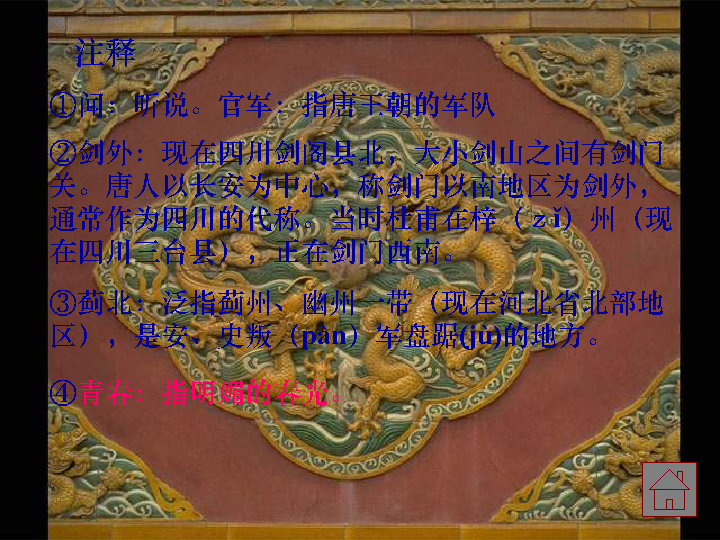 注释
①闻：听说。官军：指唐王朝的军队
②剑外：现在四川剑阁县北，大小剑山之间有剑门
关。唐人以长安为中心，称剑门以南地区为剑外，
通常作为四川的代称。当时杜甫在梓（zǐ）州（现
在四川三台县），正在剑门西南。
③蓟北：泛指蓟州、幽州一带（现在河北省北部地
区），是安、史叛（pàn）军盘踞(jù)的地方。
④青春：指明媚的春光。